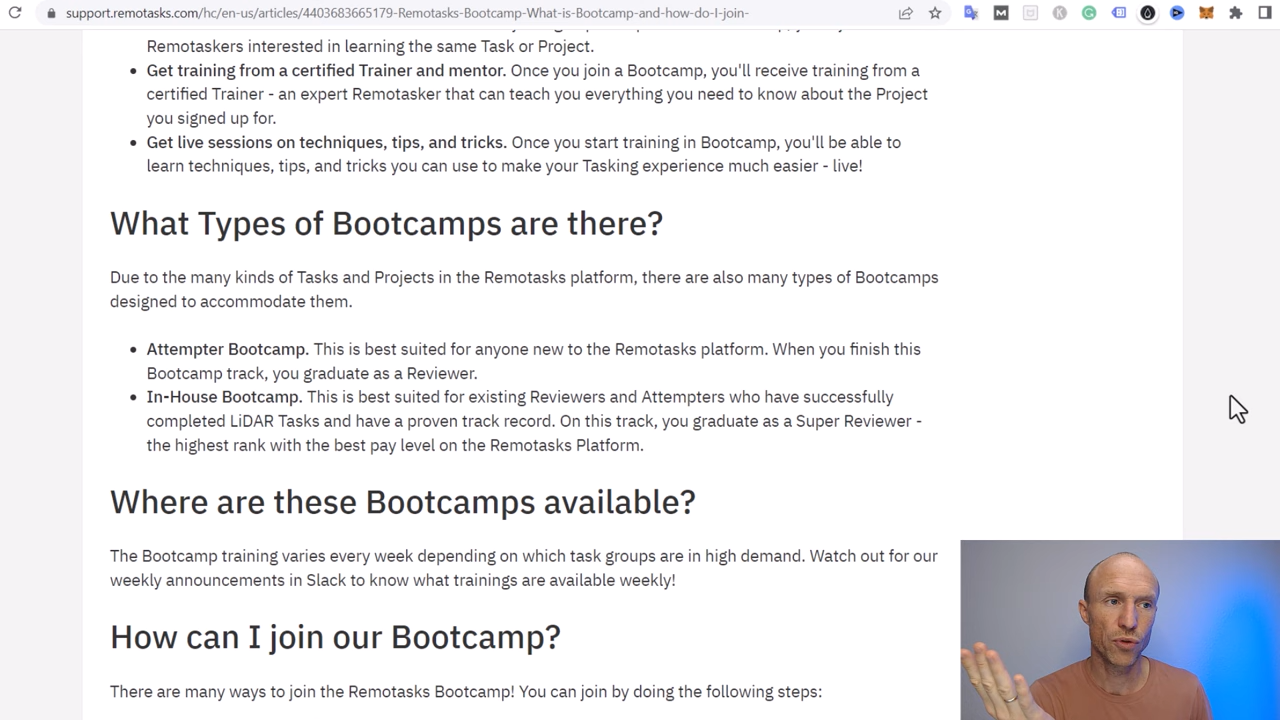 support.remotasks.com/hc/en-us/articles/4403683665179-Remotasks-Bootcamp-What-is-Bootcamp-and-how-do-I-join-
Remotaskers interested in learning the same Task or Project.
• Get training from a certified Trainer and mentor. Once you join a Bootcamp, you'll receive training from a
certified Trainer - an expert Remotasker that can teach you everything you need to know about the Project
you signed up for.
• Get live sessions on techniques, tips, and tricks. Once you start training in Bootcamp, you'll be able to
learn techniques, tips, and tricks you can use to make your Tasking experience much easier - live!
What Types of Bootcamps are there?
Due to the many kinds of Tasks and Projects in the Remotasks platform, there are also many types of Bootcamps
designed to accommodate them.
• Attempter Bootcamp. This is best suited for anyone new to the Remotasks platform. When you finish this
Bootcamp track, you graduate as a Reviewer.
• In-House Bootcamp. This is best suited for existing Reviewers and Attempters who have successfully
completed LiDAR Tasks and have a proven track record. On this track, you graduate as a Super Reviewer -
the highest rank with the best pay level on the Remotasks Platform.
Where are these Bootcamps available?
The Bootcamp training varies every week depending on which task groups are in high demand. Watch out for our
weekly announcements in Slack to know what trainings are available weekly!
How can I join our Bootcamp?
There are many ways to join the Remotasks Bootcamp! You can join by doing the following steps: